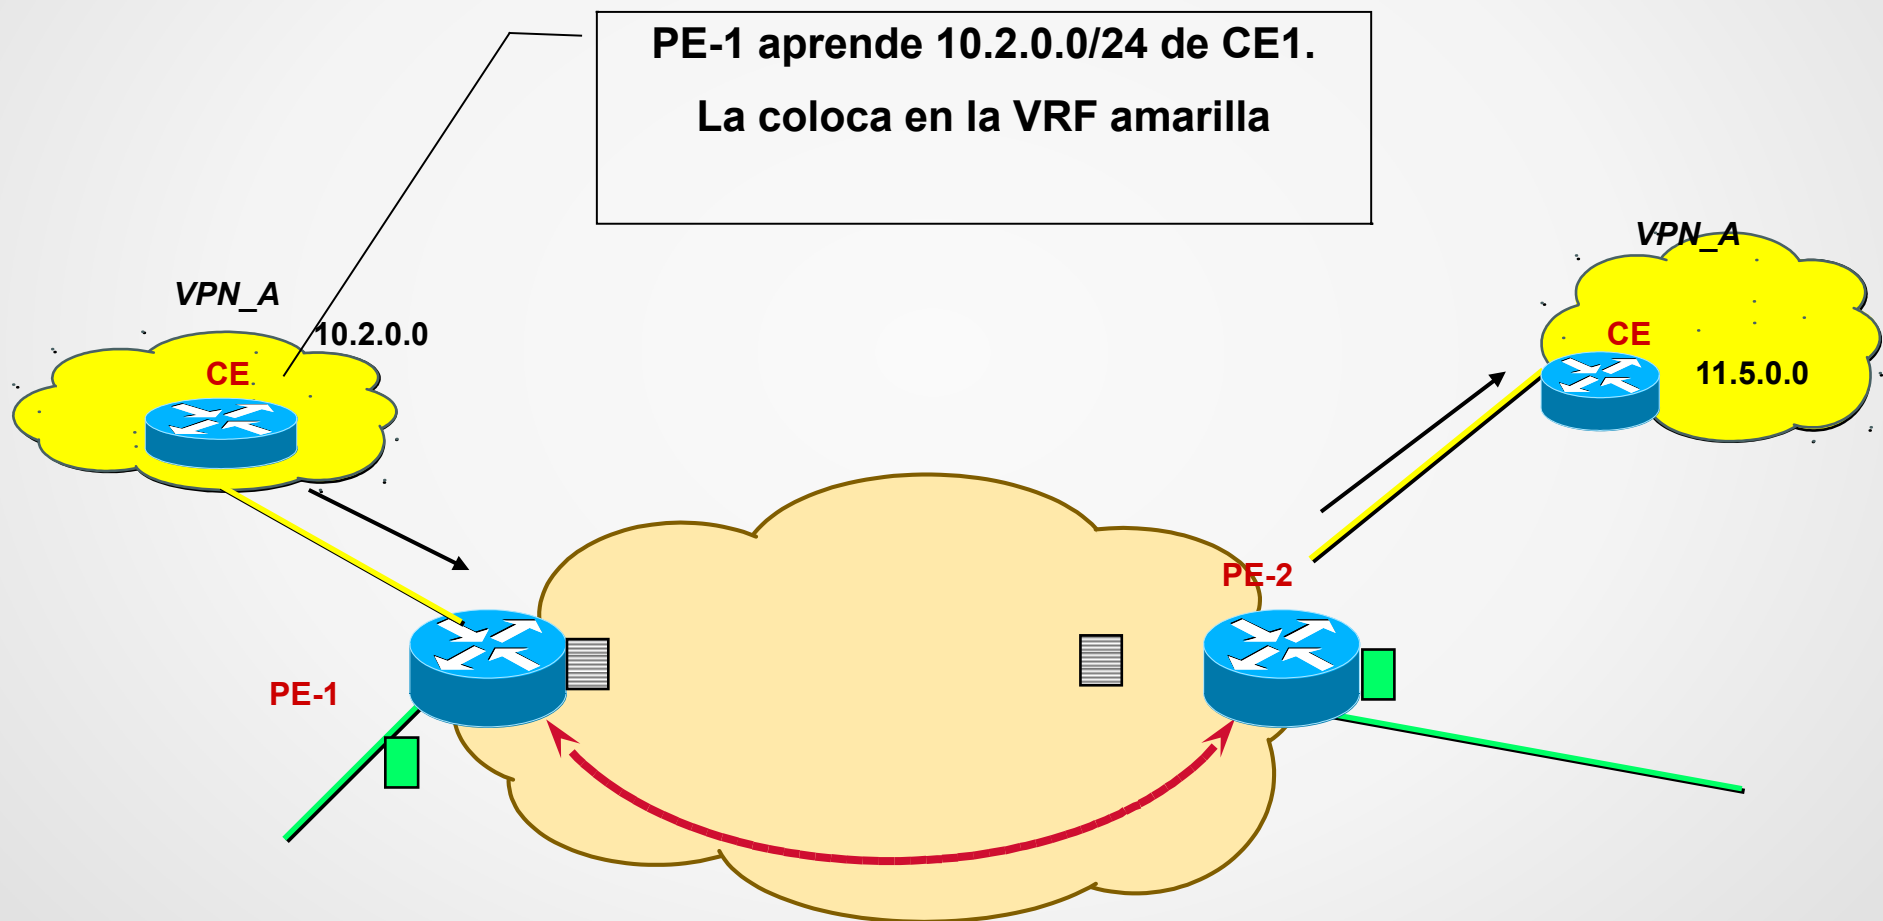 PE-1 aprende 10.2.0.0/24 de CE1.
La coloca en la VRF amarilla
VPN_A
VPN_A
10.2.0.0
CE
CE
11.5.0.0
PE-2
PE-1